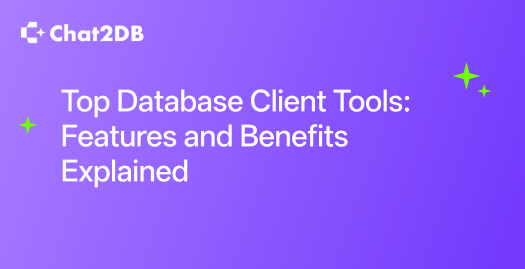 Chat2DB
Top Database Client Tools:
Features and Benefits
Explained